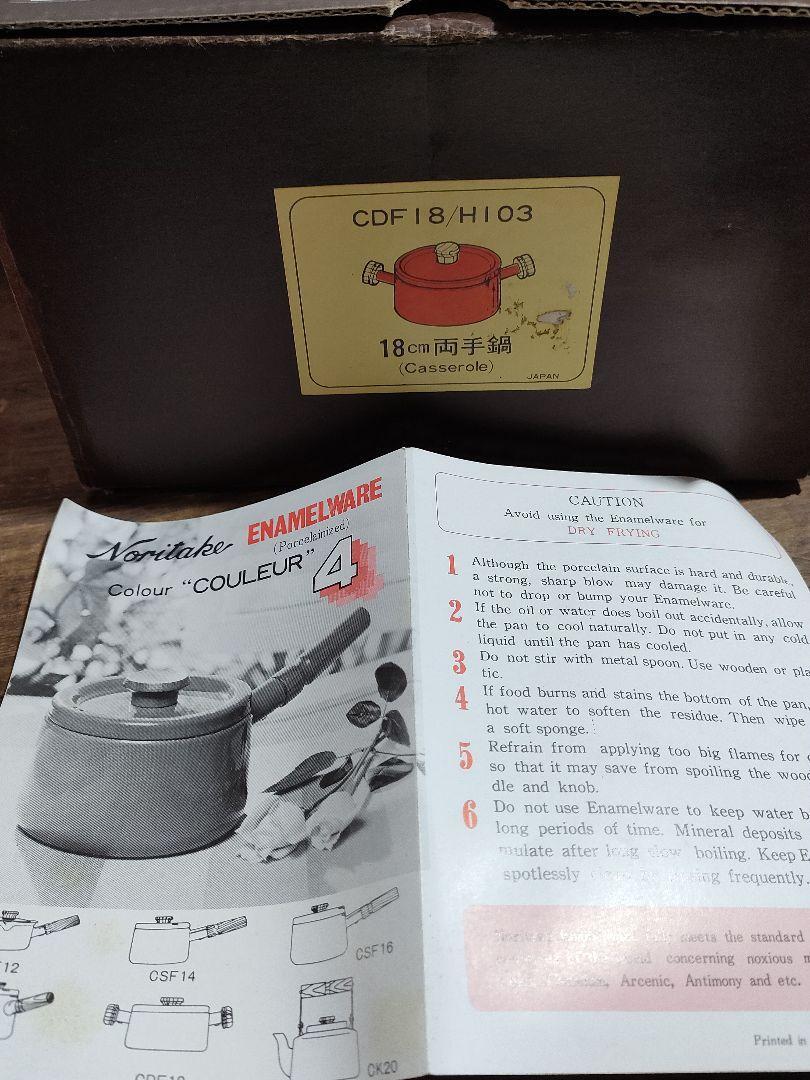 CDF18/H103
18cm両手鍋
(Casserole)
JAPAN
Noritake ENAMELWARE
(Porcelainized)
Colour "COULEUR" 4
CSF14
CSF16
CK20
CAUTION
Avoid using the Enamelware for
DRY FRYING
1 Although the porcelain surface is hard and durable,
a strong, sharp blow may damage it. Be careful
not to drop or bump your Enamelware.
2 If the oil or water does boil out accidentally, allow
the pan to cool naturally. Do not put in any cold
liquid until the pan has cooled.
3 Do not stir with metal spoon. Use wooden or pla
tic.
4 If food burns and stains the bottom of the pan,
hot water to soften the residue. Then wipe
a soft sponge.
5 Refrain from applying too big flames for
so that it may save from spoiling the wood
dle and knob.
6 Do not use Enamelware to keep water b
long periods of time. Mineral deposits
mulate after long slow boiling. Keep E
spotlessly frequently.
meets the standard
concerning noxious m
Arcenic, Antimony and etc.
Printed in